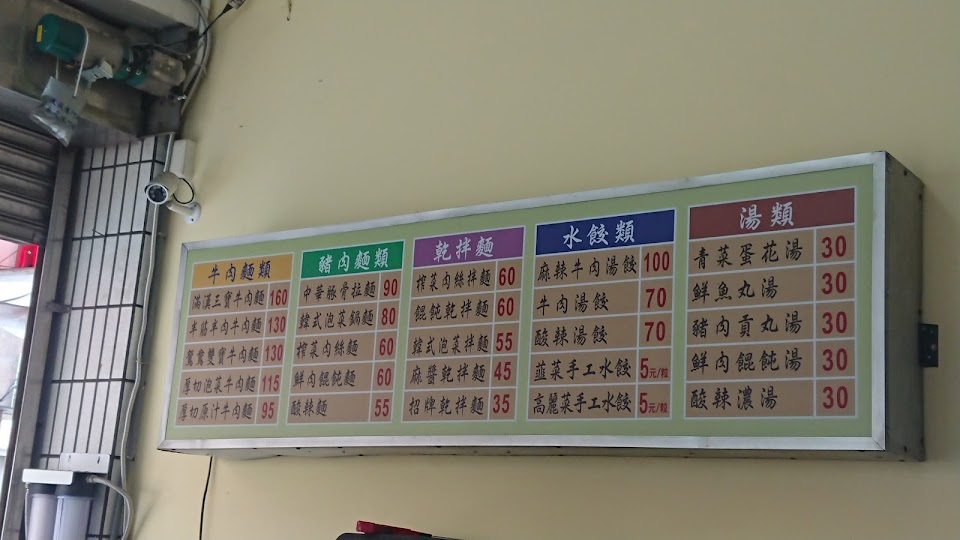 牛肉麵類
滿漢三寶牛肉麵 160
半筋半肉牛肉麵 130
鴛鴦雙寶牛肉麵 130
厚切泡菜牛肉麵 115
厚切原汁牛肉麵 95
豬肉麵類
中華豚骨拉麵 90
韓式泡菜鍋麵 80
榨菜肉絲麵 60
鮮肉餛飩麵 60
酸辣麵 55
乾拌麵
榨菜肉絲拌麵 60
餛飩乾拌麵 60
韓式泡菜拌麵 55
麻醬乾拌麵 45
招牌乾拌麵 35
水餃類
麻辣牛肉湯餃 100
牛肉湯餃 70
酸辣湯餃 70
韮菜手工水餃 5元/粒
高麗菜手工水餃 5元/粒
湯類
青菜蛋花湯 30
鮮魚丸湯 30
豬肉貢丸湯 30
鮮肉餛飩湯 30
酸辣濃湯 30